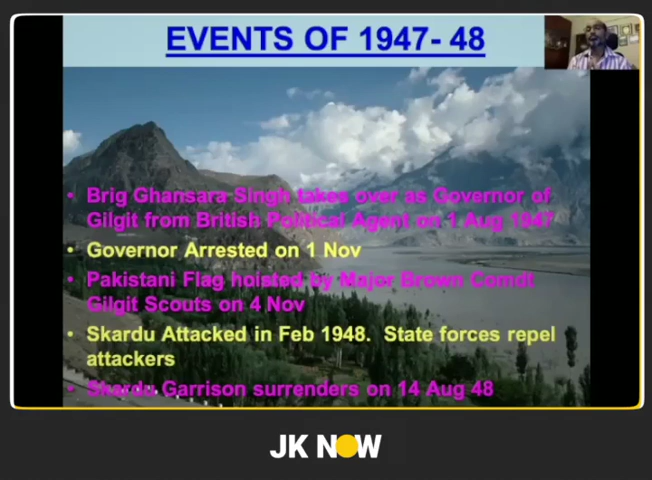 EVENTS OF 1947- 48
• Brig Ghansara Singh takes over as Governor of
Gilgit from British Political Agent on 1 Aug 1947
• Governor Arrested on 1 Nov
• Pakistani Flag hoisted by Major Brown Comdt
Gilgit Scouts on 4 Nov
• Skardu Attacked in Feb 1948. State forces repel
attackers
• Skardu Garrison surrenders on 14 Aug 48
JK NOW